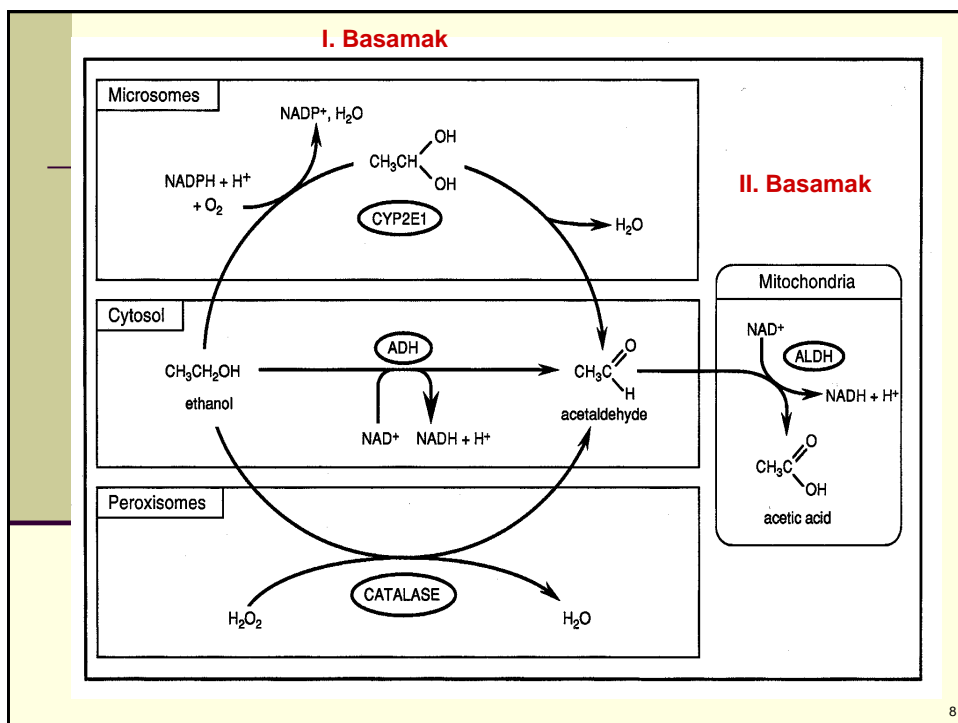 I. Basamak
Microsomes
NADP⁺, H₂O
OH
CH₃CH
OH
NADPH + H⁺
+ O₂
CYP2E1
H₂O
II. Basamak
Cytosol
ADH
CH₃CH₂OH
ethanol
NAD⁺
NADH + H⁺
O
CH₃C
H
acetaldehyde
Mitochondria
NAD⁺
ALDH
NADH + H⁺
O
CH₃C
OH
acetic acid
Peroxisomes
CATALASE
H₂O₂
H₂O
8